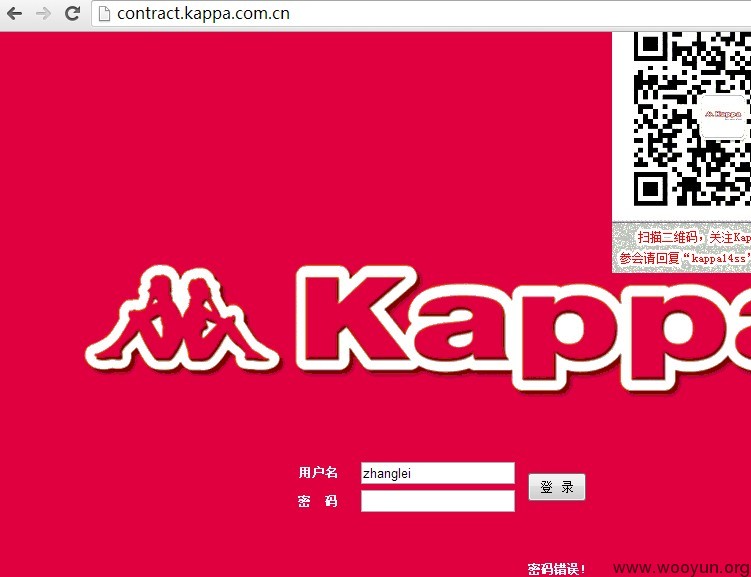 contract.kappa.com.cn
Kappa
扫描二维码，关注Kap
参会请回复“kappa14ss”
Kappa
用户名
zhanglei
登 录
密 码
密码错误!
www.wooyun.org